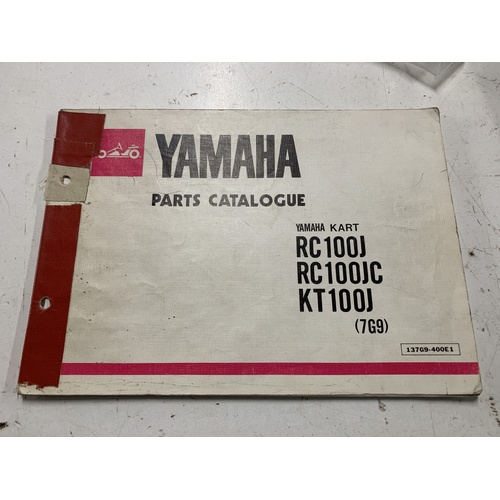 YAMAHA
PARTS CATALOGUE
YAMAHA KART
RC100J
RC100JC
KT100J
(7G9)
137G9-400E1